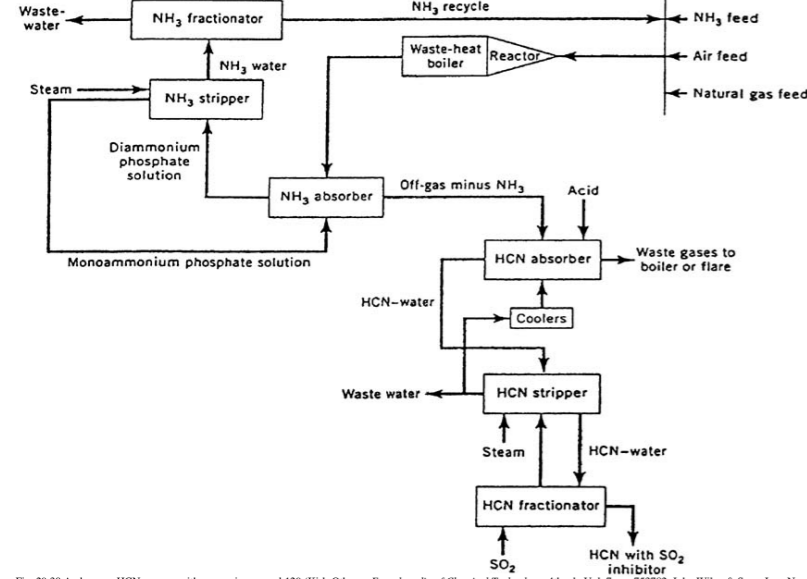 Waste-
water
NH3 fractionator
NH3 recycle
NH3 feed
Waste-heat
boiler
Reactor
Air feed
NH3 water
Steam
NH3 stripper
Natural gas feed
Diammonium
phosphate
solution
NH3 absorber
Off-gas minus NH3
Acid
Monoammonium phosphate solution
HCN absorber
Waste gases to
boiler or flare
HCN-water
Coolers
Waste water
HCN stripper
Steam
HCN-water
HCN fractionator
SO2
HCN with SO2
inhibitor